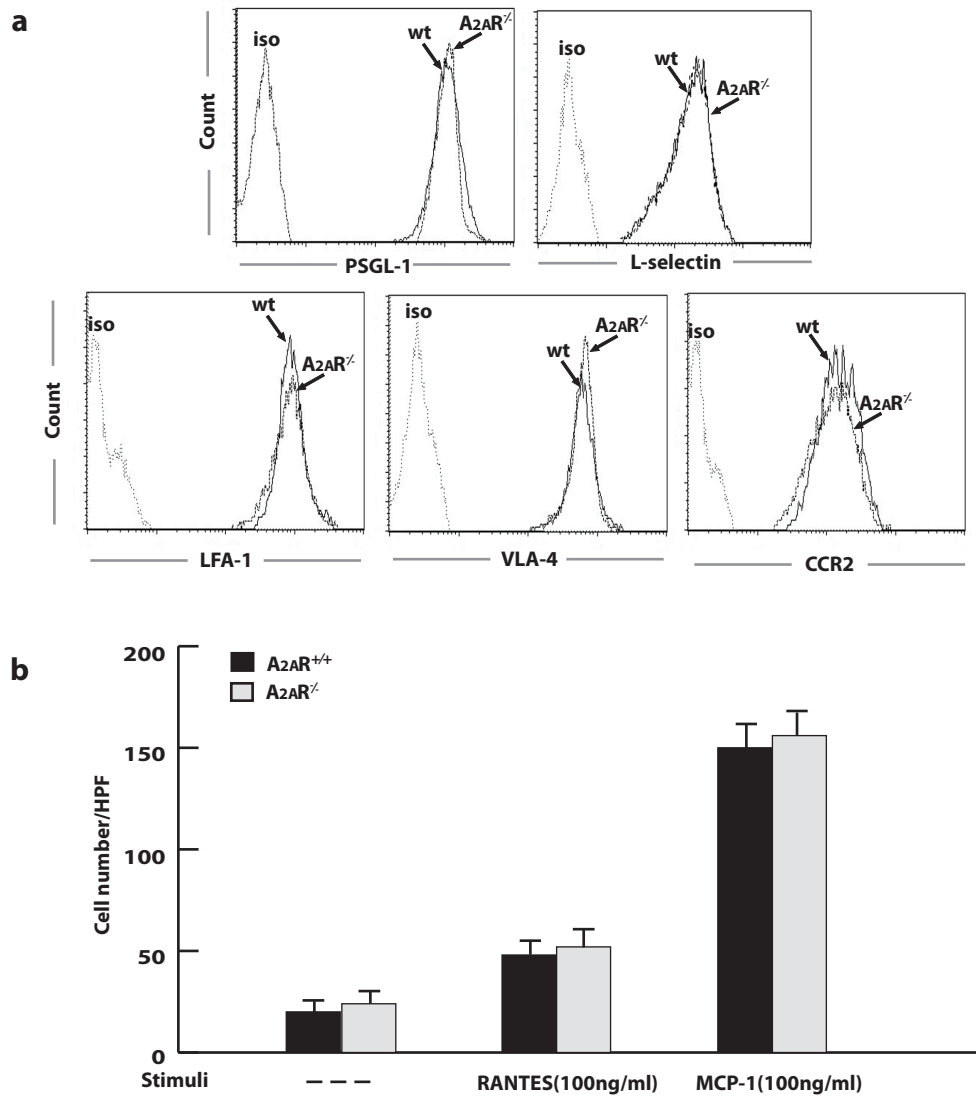 a
iso
wt
A2AR-/-
Count
PSGL-1
iso
wt
A2AR-/-
L-selectin
iso
wt
A2AR-/-
Count
LFA-1
iso
wt
A2AR-/-
VLA-4
iso
wt
A2AR-/-
CCR2
b
A2AR+/+
A2AR-/-
Cell number/HPF
200
150
100
50
0
Stimuli
– – –
RANTES(100ng/ml)
MCP-1(100ng/ml)